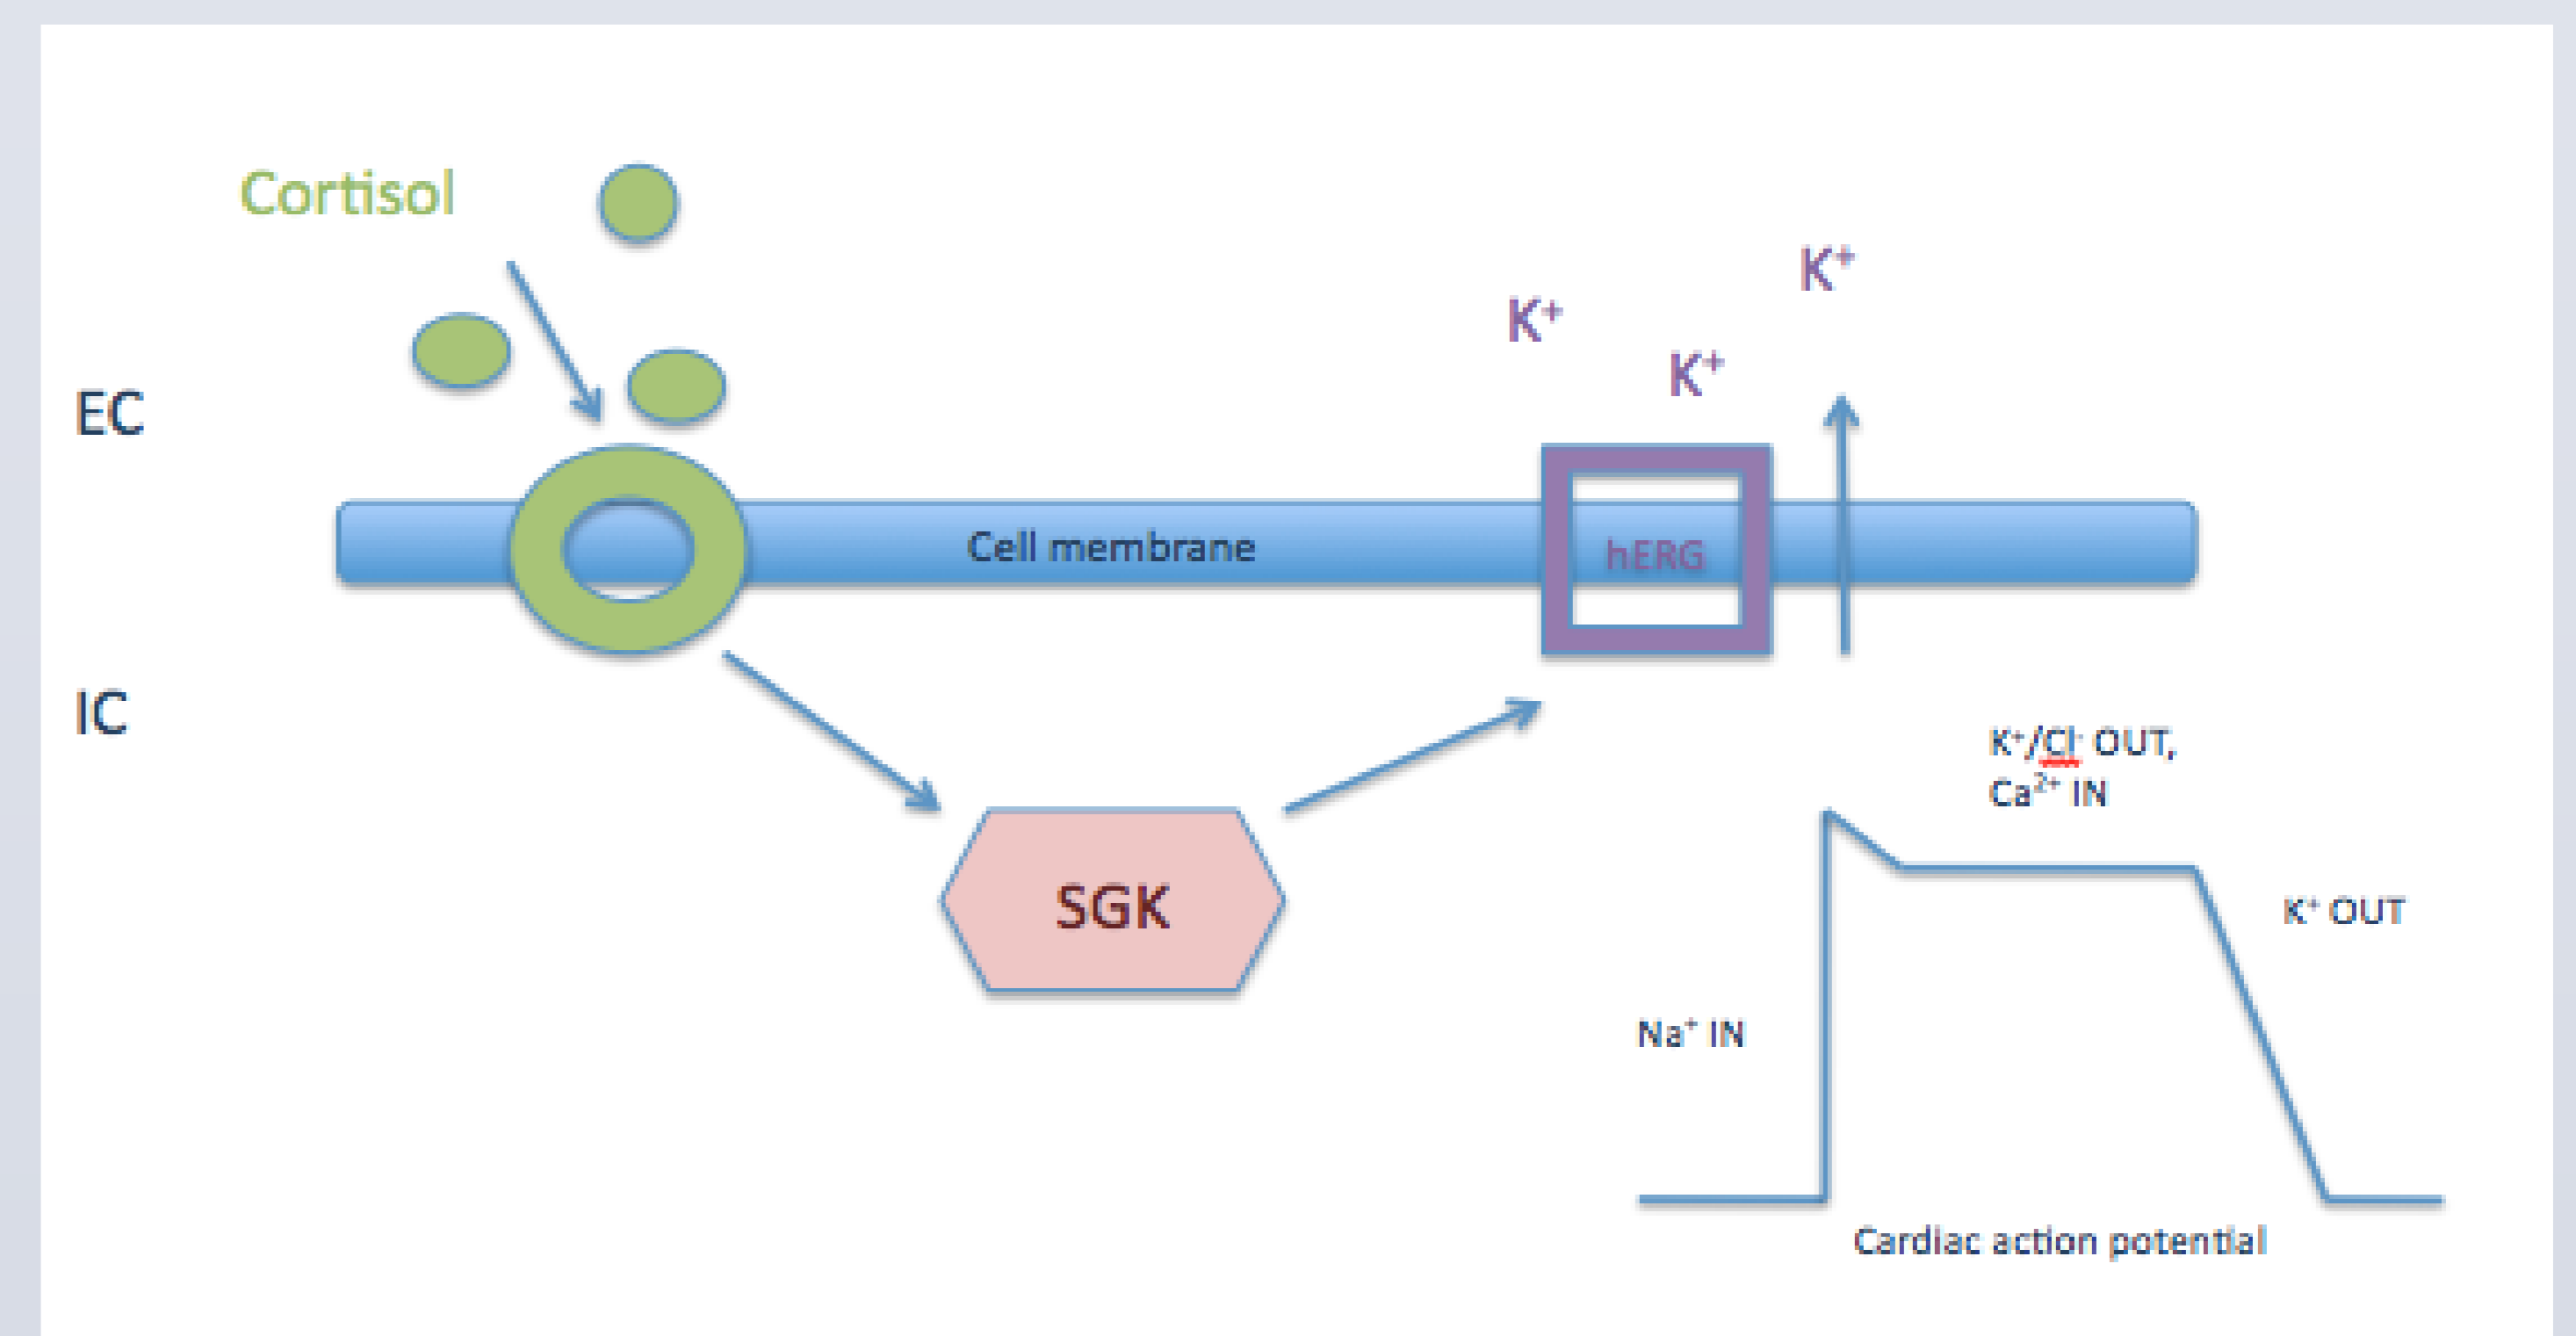 Cortisol
K⁺
K⁺
K⁺
EC
Cell membrane
hERG
IC
SGK
K⁺/Cl⁻ OUT,
Ca²⁺ IN
K⁺ OUT
Na⁺ IN
Cardiac action potential